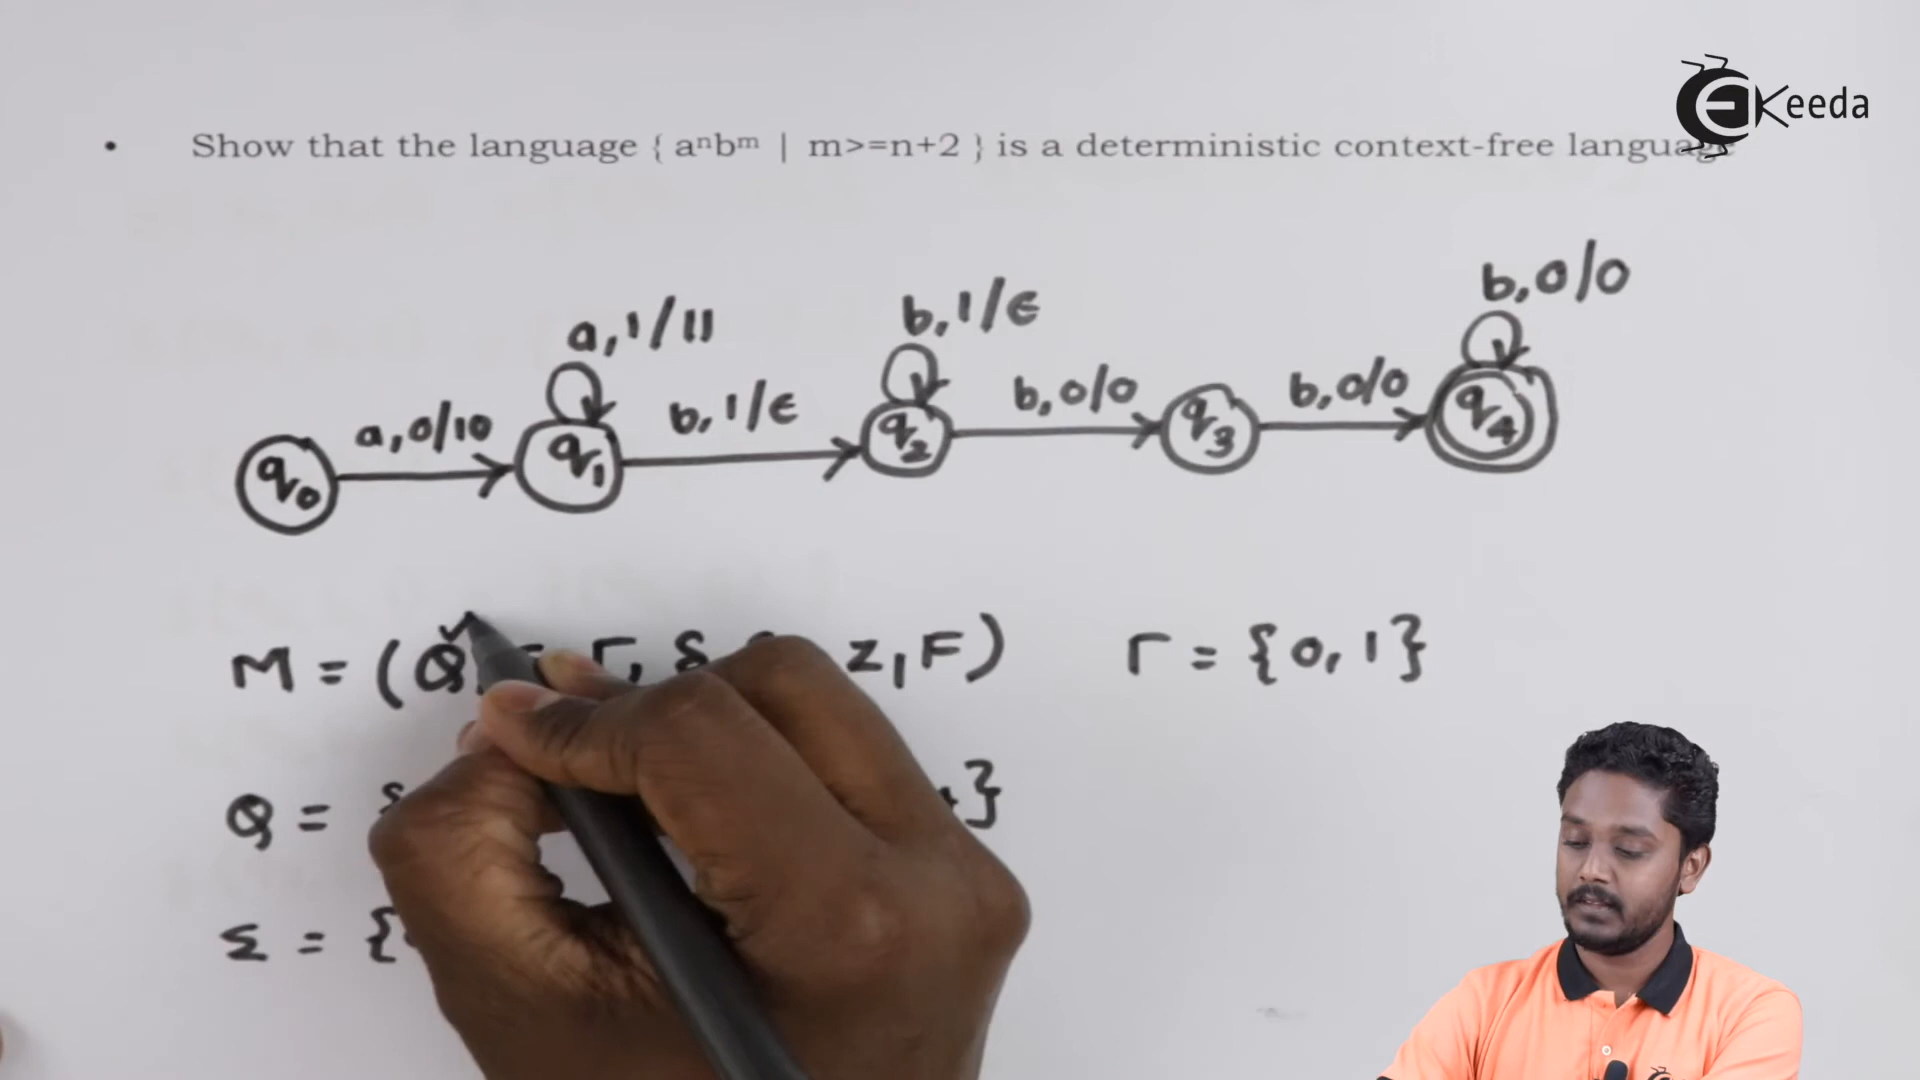 EKeeda
• Show that the language { aⁿbᵐ | m>=n+2 } is a deterministic context-free language
b,0/0
a,1/11
b,1/ϵ
a,0/10
b,1/ϵ
b,0/0
b,0/0
q₀
q₁
q₂
q₃
q₄
M = (Q, Γ, δ z, F) Γ = {0, 1}
Q = }
Σ = {